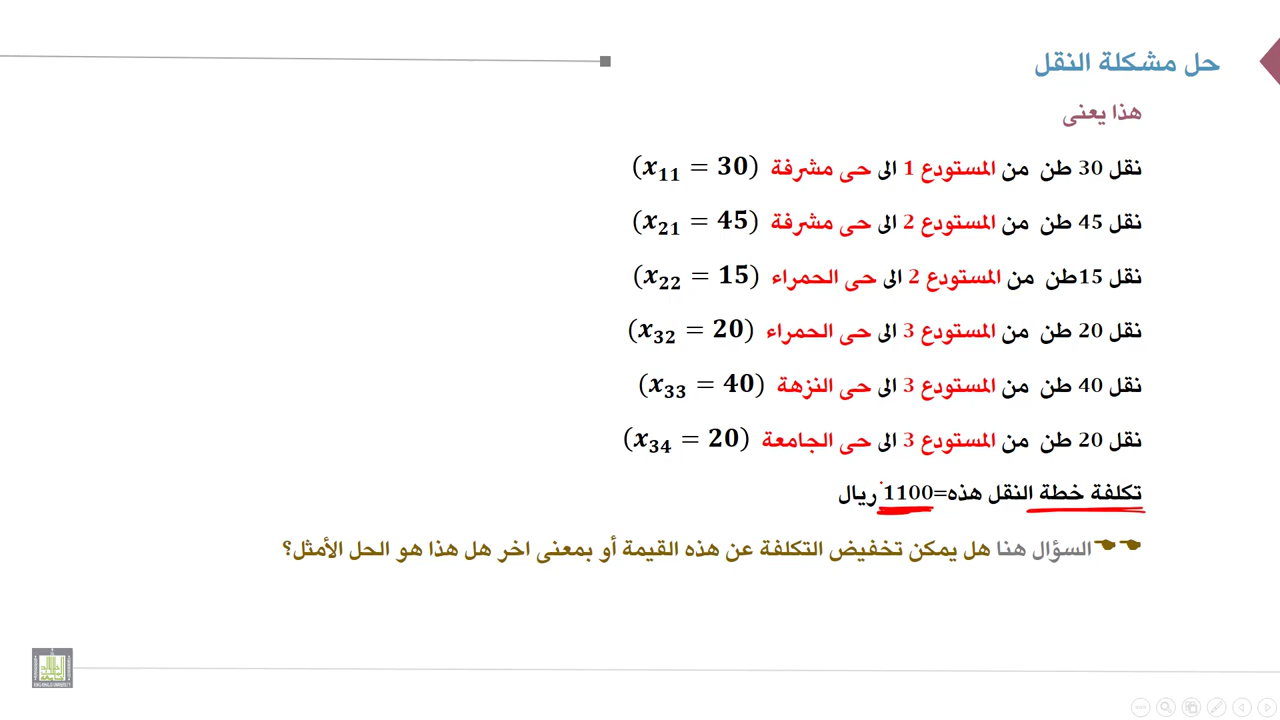 حل مشكلة النقل
هذا يعنى
نقل 30 طن من المستودع 1 الى حى مشرفة (x₁₁ = 30)
نقل 45 طن من المستودع 2 الى حى مشرفة (x₂₁ = 45)
نقل 15طن من المستودع 2 الى حى الحمراء (x₂₂ = 15)
نقل 20 طن من المستودع 3 الى حى الحمراء (x₃₂ = 20)
نقل 40 طن من المستودع 3 الى حى النزهة (x₃₃ = 40)
نقل 20 طن من المستودع 3 الى حى الجامعة (x₃₄ = 20)
تكلفة خطة النقل هذه=1100 ريال
السؤال هنا هل يمكن تخفيض التكلفة عن هذه القيمة أو بمعنى اخر هل هذا هو الحل الأمثل؟